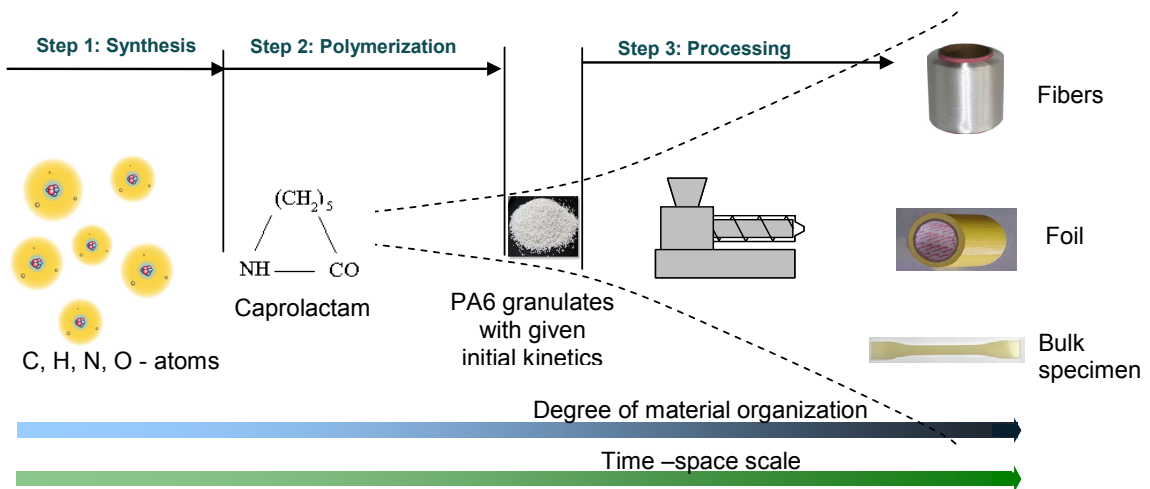 Step 1: Synthesis
Step 2: Polymerization
Step 3: Processing
Fibers
(CH₂)₅
NH
CO
Caprolactam
Foil
PA6 granulates
with given
initial kinetics
C, H, N, O - atoms
Bulk
specimen
Degree of material organization
Time –space scale